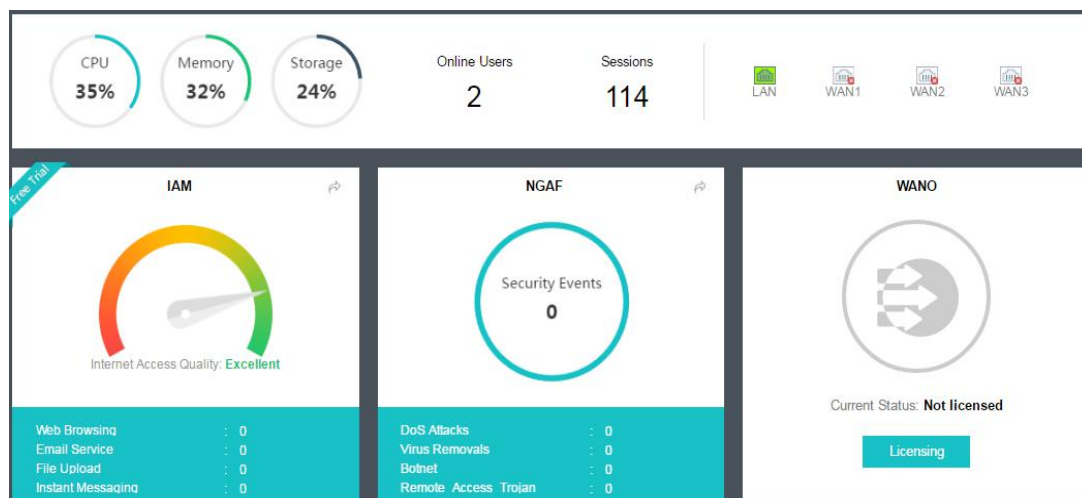 CPU
35%
Memory
32%
Storage
24%
Online Users
2
Sessions
114
LAN
WAN1
WAN2
WAN3
Free Trial
IAM
Internet Access Quality: Excellent
Web Browsing : 0
Email Service : 0
File Upload : 0
Instant Messaging : 0
NGAF
Security Events
0
DoS Attacks : 0
Virus Removals : 0
Botnet : 0
Remote Access Trojan : 0
WANO
Current Status: Not licensed
Licensing